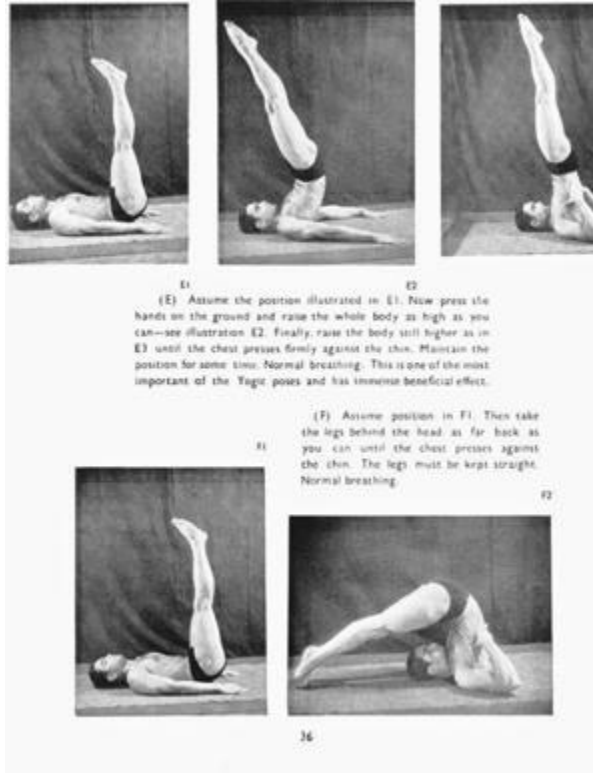 E1
E2
(E) Assume the position illustrated in E1. Now press the
hands on the ground and raise the whole body as high as you
can—see illustration E2. Finally, raise the body still higher as in
E3 until the chest presses firmly against the chin. Maintain the
position for some time. Normal breathing. This is one of the most
important of the Yogic poses and has immense beneficial effect.
(F) Assume position in F1. Then take
the legs behind the head as far back as
you can until the chest presses against
the chin. The legs must be kept straight.
Normal breathing.
F1
F2
36